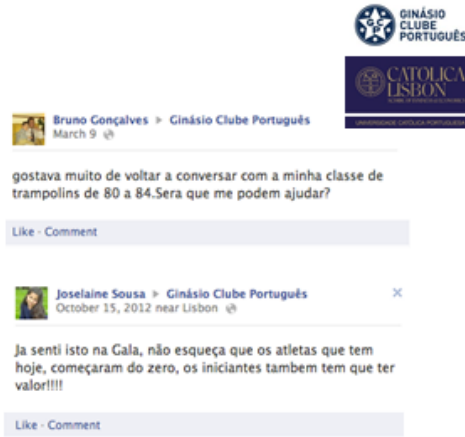 GINÁSIO
CLUBE
PORTUGUÊS
CATOLICA
LISBON
UNIVERSIDADE CATOLICA PORTUGUESA
Bruno Gonçalves ▸ Ginásio Clube Português
March 9
gostava muito de voltar a conversar com a minha classe de
trampolins de 80 a 84.Sera que me podem ajudar?
Like · Comment
Joselaine Sousa ▸ Ginásio Clube Português
October 15, 2012 near Lisbon
Ja senti isto na Gala, não esqueça que os atletas que tem
hoje, começaram do zero, os iniciantes tambem tem que ter
valor!!!!
Like · Comment